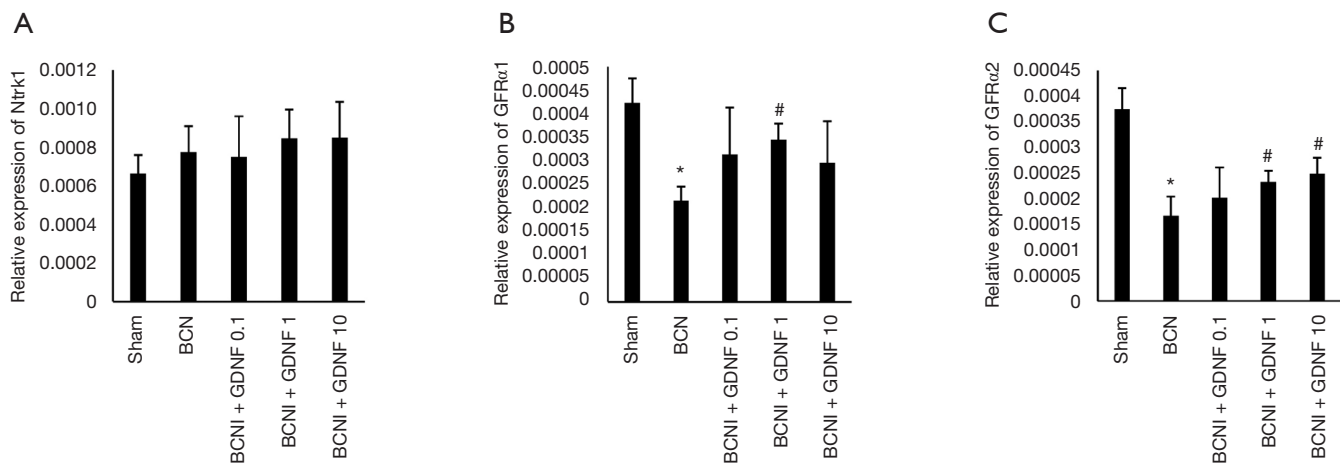 A
Relative expression of Ntrk1
0.0012
0.0010
0.0008
0.0006
0.0004
0.0002
0
Sham
BCN
BCNI + GDNF 0.1
BCNI + GDNF 1
BCNI + GDNF 10
B
Relative expression of GFRα1
0.0005
0.00045
0.0004
0.00035
0.0003
0.00025
0.0002
0.00015
0.0001
0.00005
0
*
#
Sham
BCN
BCNI + GDNF 0.1
BCNI + GDNF 1
BCNI + GDNF 10
C
Relative expression of GFRα2
0.00045
0.0004
0.00035
0.0003
0.00025
0.0002
0.00015
0.0001
0.00005
0
*
#
#
Sham
BCN
BCNI + GDNF 0.1
BCNI + GDNF 1
BCNI + GDNF 10